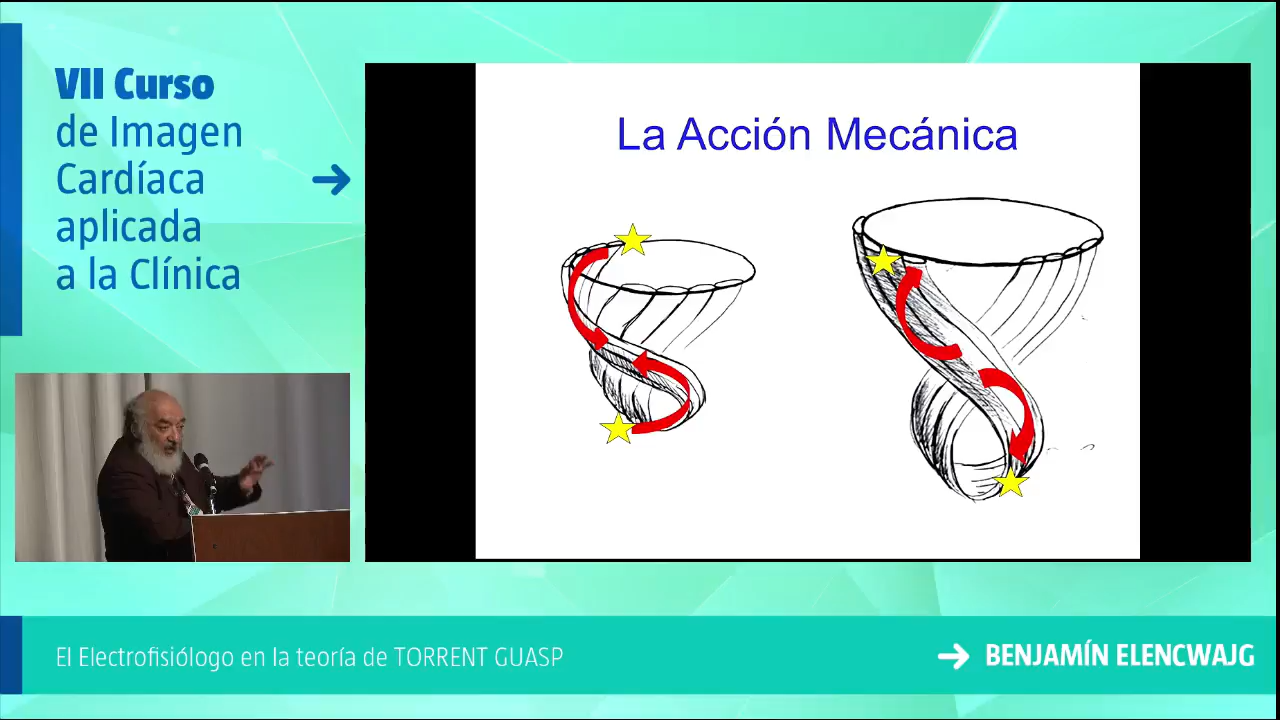 VII Curso
de Imagen
Cardíaca
aplicada
a la Clínica
La Acción Mecánica
El Electrofisiólogo en la teoría de TORRENT GUASP
BENJAMÍN ELENCWAJG